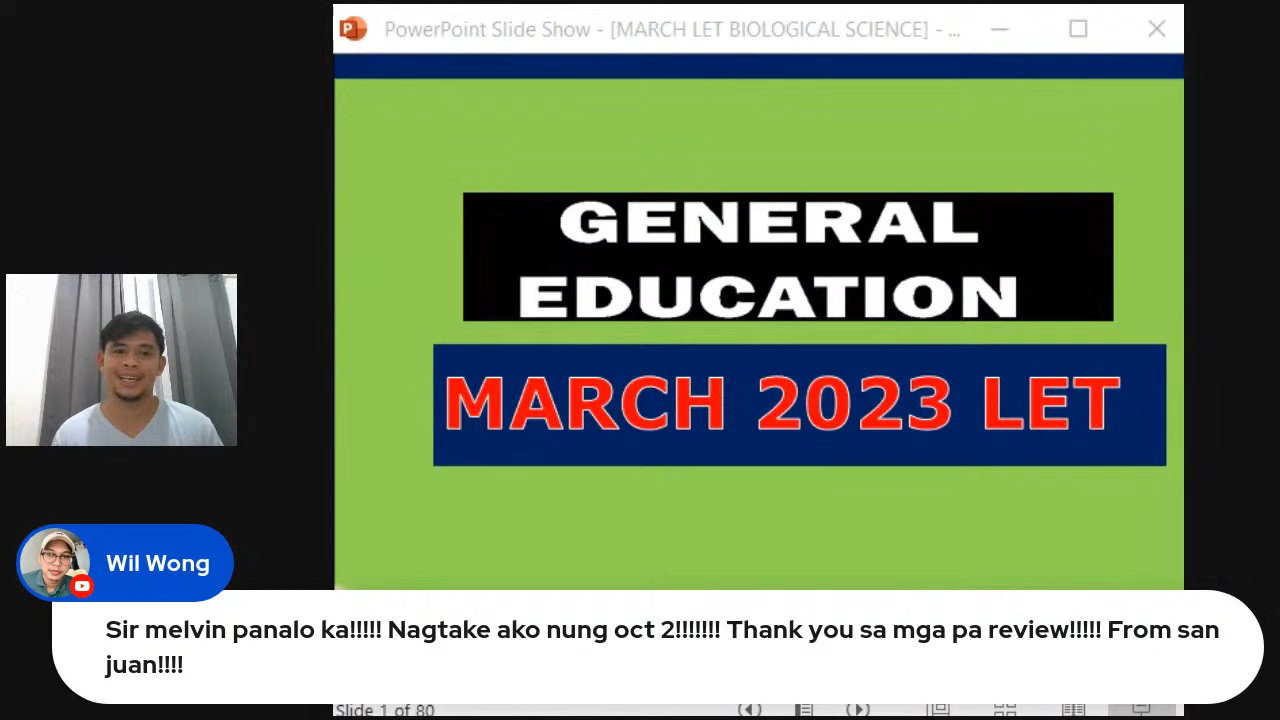 PowerPoint Slide Show - [MARCH LET BIOLOGICAL SCIENCE] - ...
GENERAL
EDUCATION
MARCH 2023 LET
Wil Wong
Sir melvin panalo ka!!!!! Nagtake ako nung oct 2!!!!!!! Thank you sa mga pa review!!!!! From san
juan!!!!
Slide 1 of 80